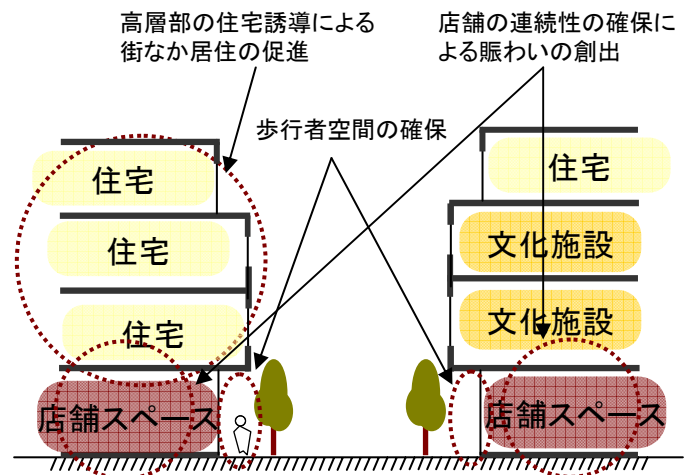 高層部の住宅誘導による
街なか居住の促進
店舗の連続性の確保に
よる賑わいの創出
歩行者空間の確保
住宅
住宅
住宅
文化施設
住宅
文化施設
店舗スペース
店舗スペース